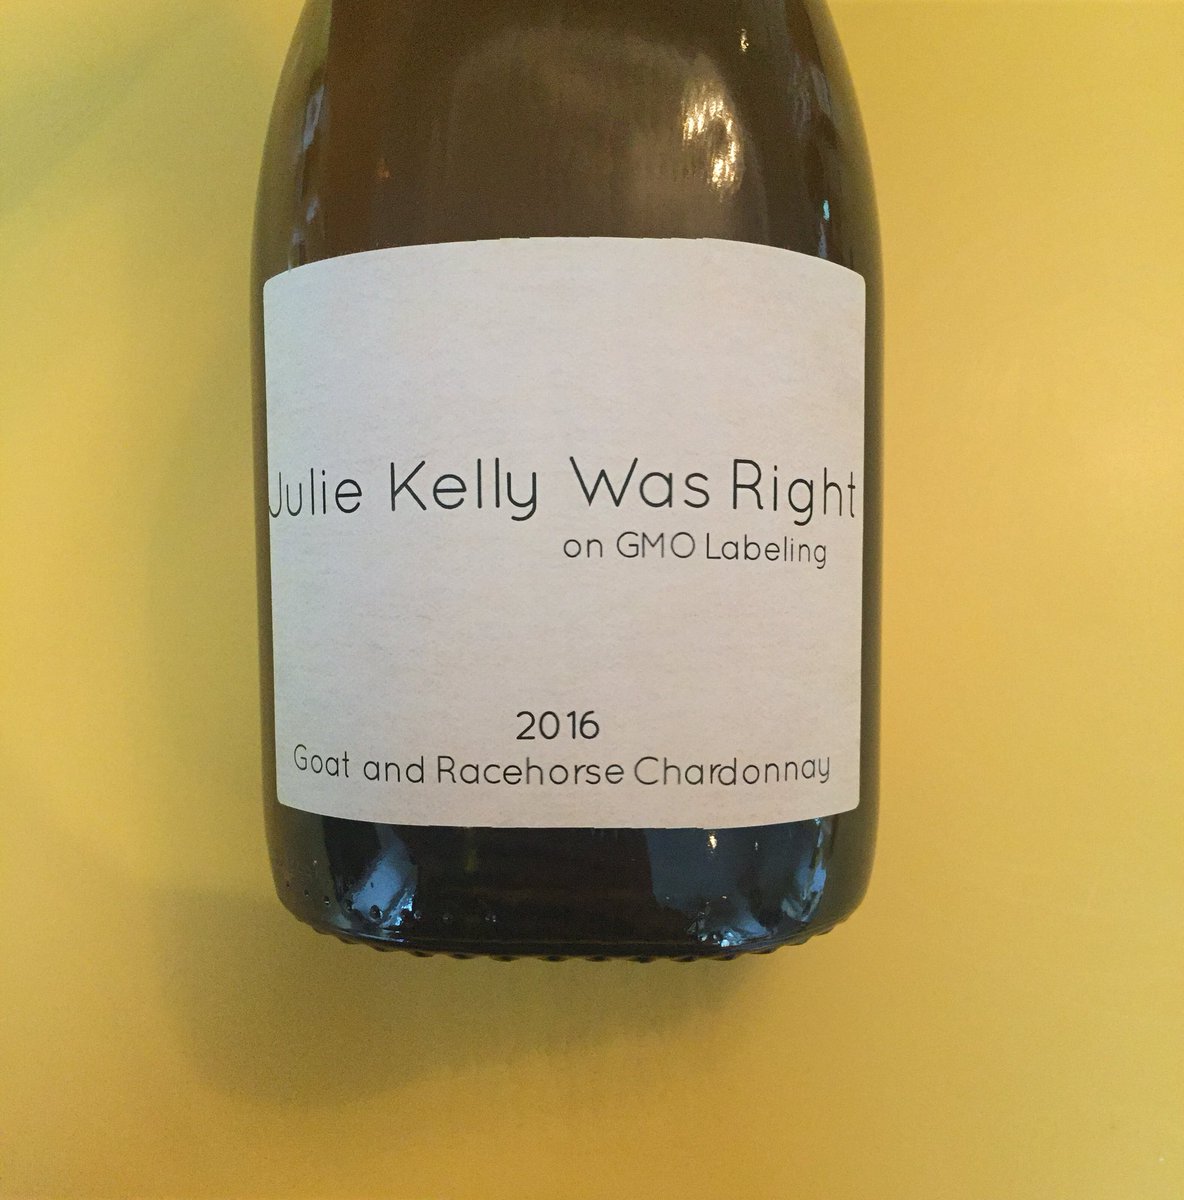 Julie Kelly Was Right
on GMO Labeling
2016
Goat and Racehorse Chardonnay